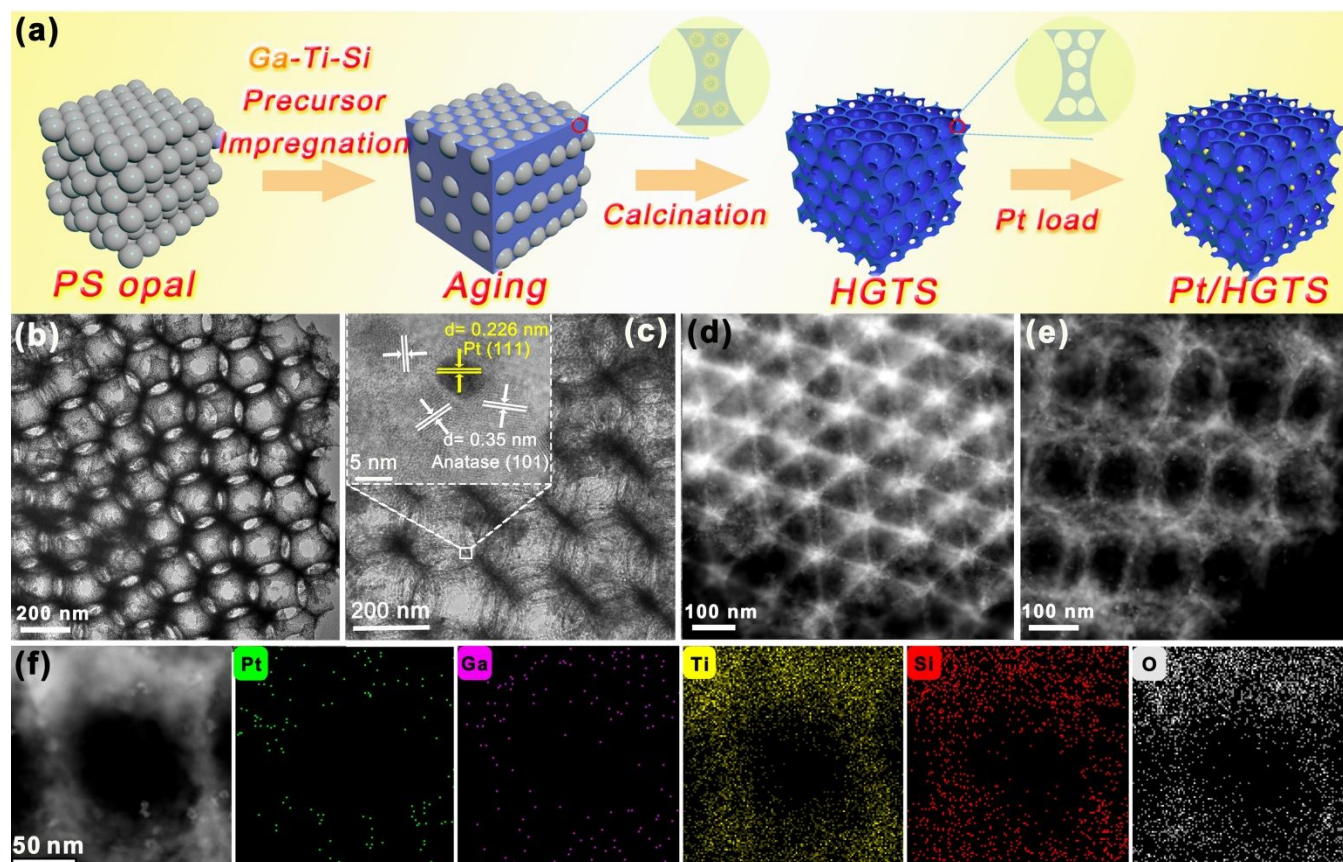 (a)
Ga-Ti-Si
Precursor
Impregnation
Calcination
Pt load
PS opal
Aging
HGTS
Pt/HGTS
(b)
200 nm
(c)
d= 0.226 nm
Pt (111)
d= 0.35 nm
Anatase (101)
5 nm
200 nm
(d)
100 nm
(e)
100 nm
(f)
50 nm
Pt
Ga
Ti
Si
O